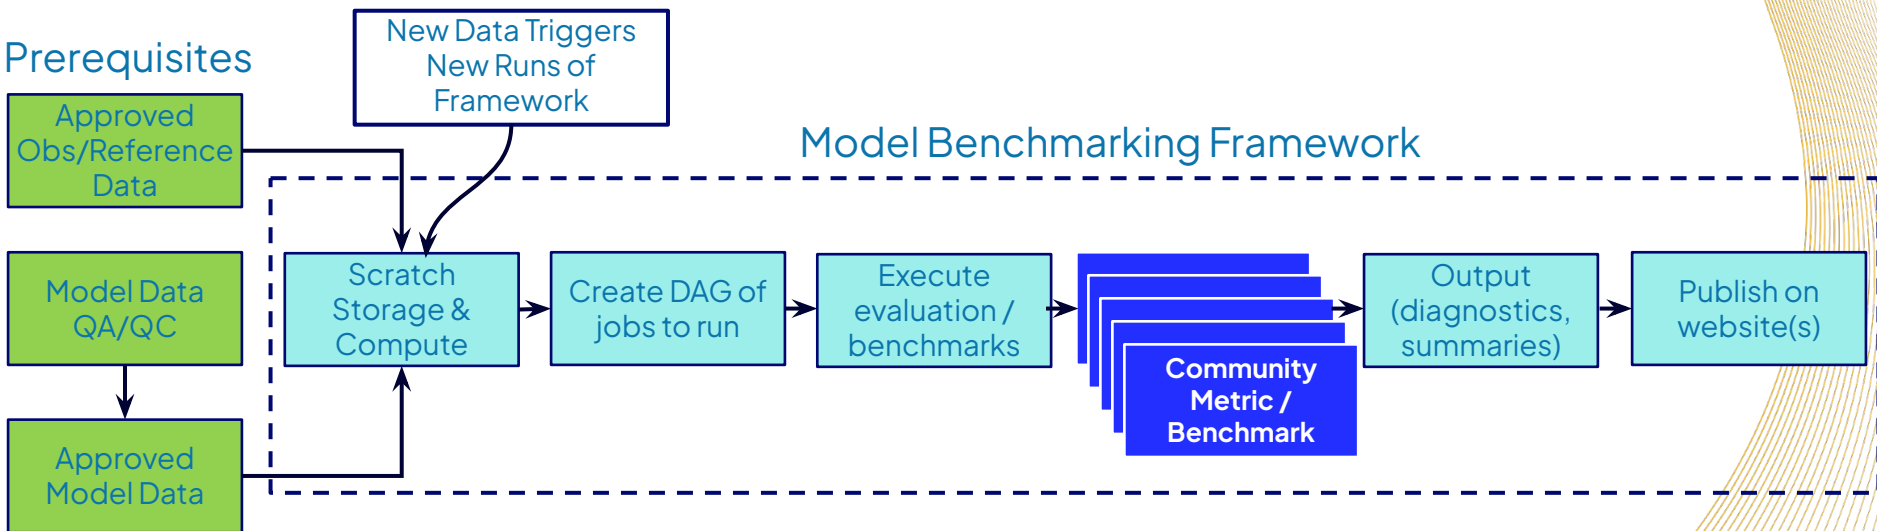 Prerequisites
New Data Triggers
New Runs of
Framework
Approved
Obs/Reference
Data
Model Benchmarking Framework
Model Data
QA/QC
Scratch
Storage &
Compute
Create DAG of
jobs to run
Execute
evaluation /
benchmarks
Community
Metric /
Benchmark
Output
(diagnostics,
summaries)
Publish on
website(s)
Approved
Model Data